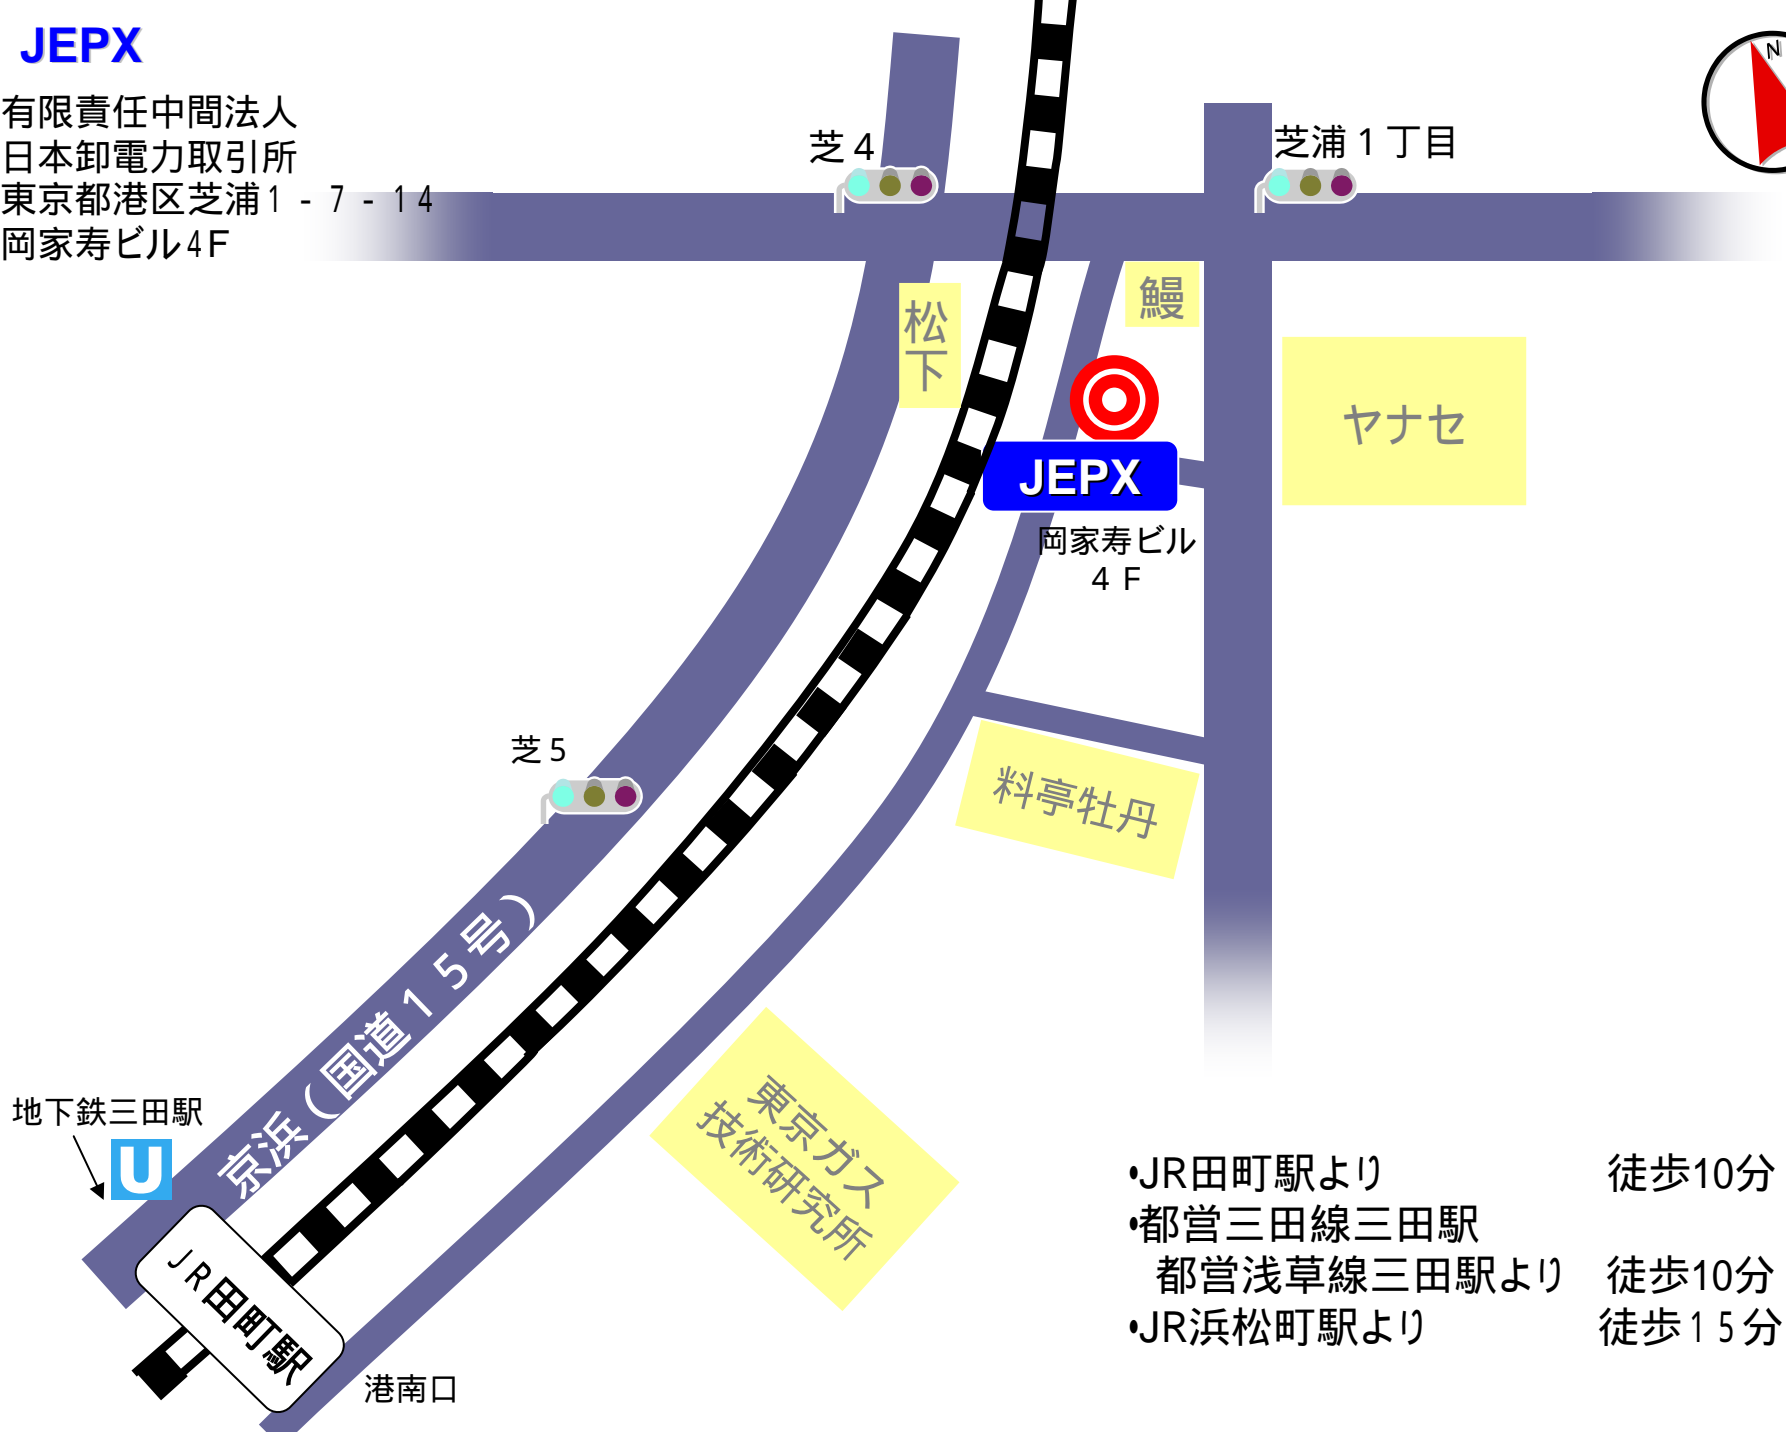 JEPX
有限責任中間法人
日本卸電力取引所
東京都港区芝浦1-7-14
岡家寿ビル4F
N
芝4
芝浦1丁目
松下
鰻
ヤナセ
JEPX
岡家寿ビル
4F
芝5
料亭牡丹
京浜(国道15号)
東京ガス
技術研究所
地下鉄三田駅
U
JR田町駅
港南口
•JR田町駅より 徒歩10分
•都営三田線三田駅
都営浅草線三田駅より 徒歩10分
•JR浜松町駅より 徒歩15分